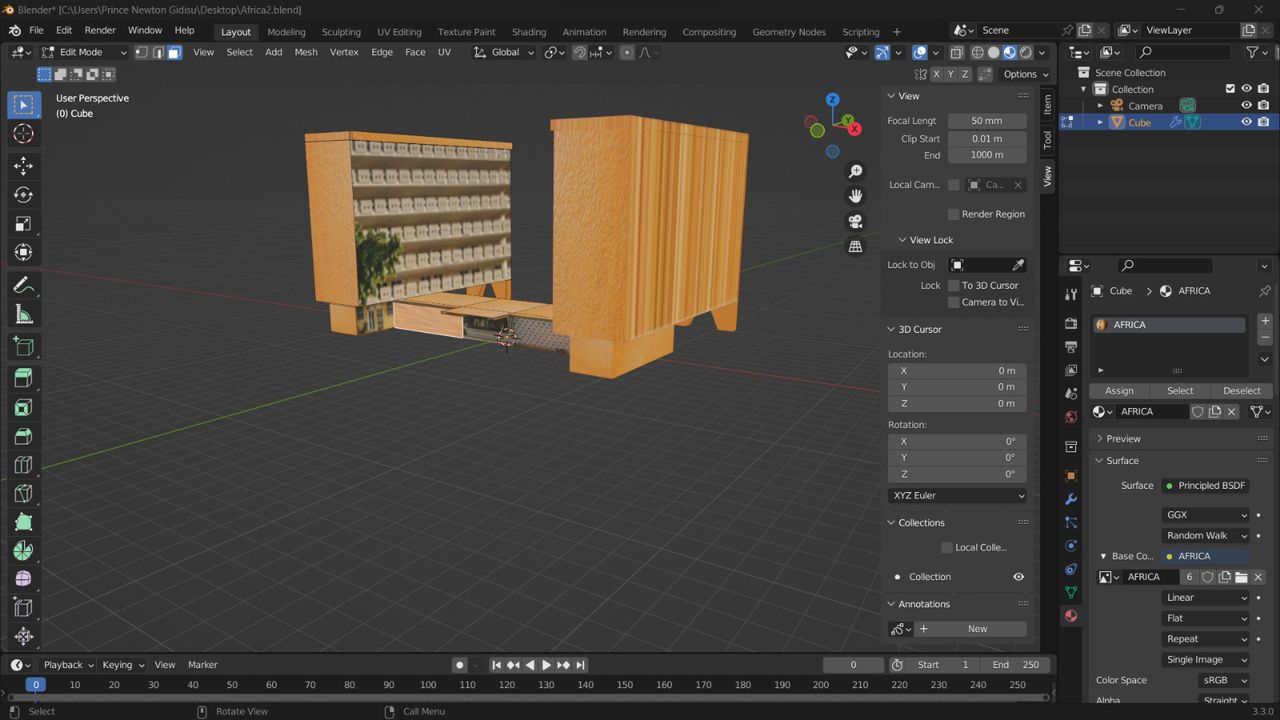 Blender* [C:\Users\Prince Newton Gidisu\Desktop\Africa2.blend]
File Edit Render Window Help Layout Modeling Sculpting UV Editing Texture Paint Shading Animation Rendering Compositing Geometry Nodes Scripting + Scene ViewLayer
Edit Mode View Select Add Mesh Vertex Edge Face UV Global
X Y Z Options
User Perspective
(0) Cube
Z
Y
X
View
Focal Lengt 50 mm
Clip Start 0.01 m
End 1000 m
Local Cam... Ca...
Render Region
View Lock
Lock to Obj
Lock To 3D Cursor
Camera to Vi...
3D Cursor
Location:
X 0 m
Y 0 m
Z 0 m
Rotation:
X 0°
Y 0°
Z 0°
XYZ Euler
Collections
Local Colle...
Collection
Annotations
+ New
Item
Tool
View
Scene Collection
Collection
Camera
Cube
Cube AFRICA
AFRICA
Assign Select Deselect
AFRICA
Preview
Surface
Surface Principled BSDF
GGX
Random Walk
Base Co... AFRICA
AFRICA 6
Linear
Flat
Repeat
Single Image
Color Space sRGB
Alpha Straight
Playback Keying View Marker 0 Start 1 End 250
0 10 20 30 40 50 60 70 80 90 100 110 120 130 140 150 160 170 180 190 200 210 220 230 240 250
Select Rotate View Call Menu 3.3.0